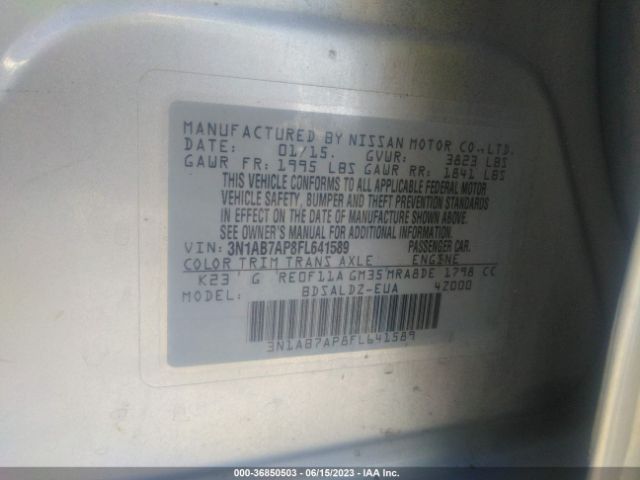 MANUFACTURED BY NISSAN MOTOR CO.,LTD.
DATE: 01/15. GVWR: 3823 LBS
GAWR FR: 1995 LBS GAWR RR: 1841 LBS
THIS VEHICLE CONFORMS TO ALL APPLICABLE FEDERAL MOTOR
VEHICLE SAFETY, BUMPER AND THEFT PREVENTION STANDARDS
IN EFFECT ON THE DATE OF MANUFACTURE SHOWN ABOVE.
SEE OWNER'S MANUAL FOR ADDITIONAL INFORMATION.
VIN: 3N1AB7AP8FL641589 PASSENGER CAR.
COLOR TRIM TRANS AXLE ENGINE
K23 G RE0F11A GM35 MRA8DE 1798 CC
MODEL: BDSALDZ-EUA 42000
3N1AB7AP8FL641589
000-36850503 - 06/15/2023 - IAA Inc.